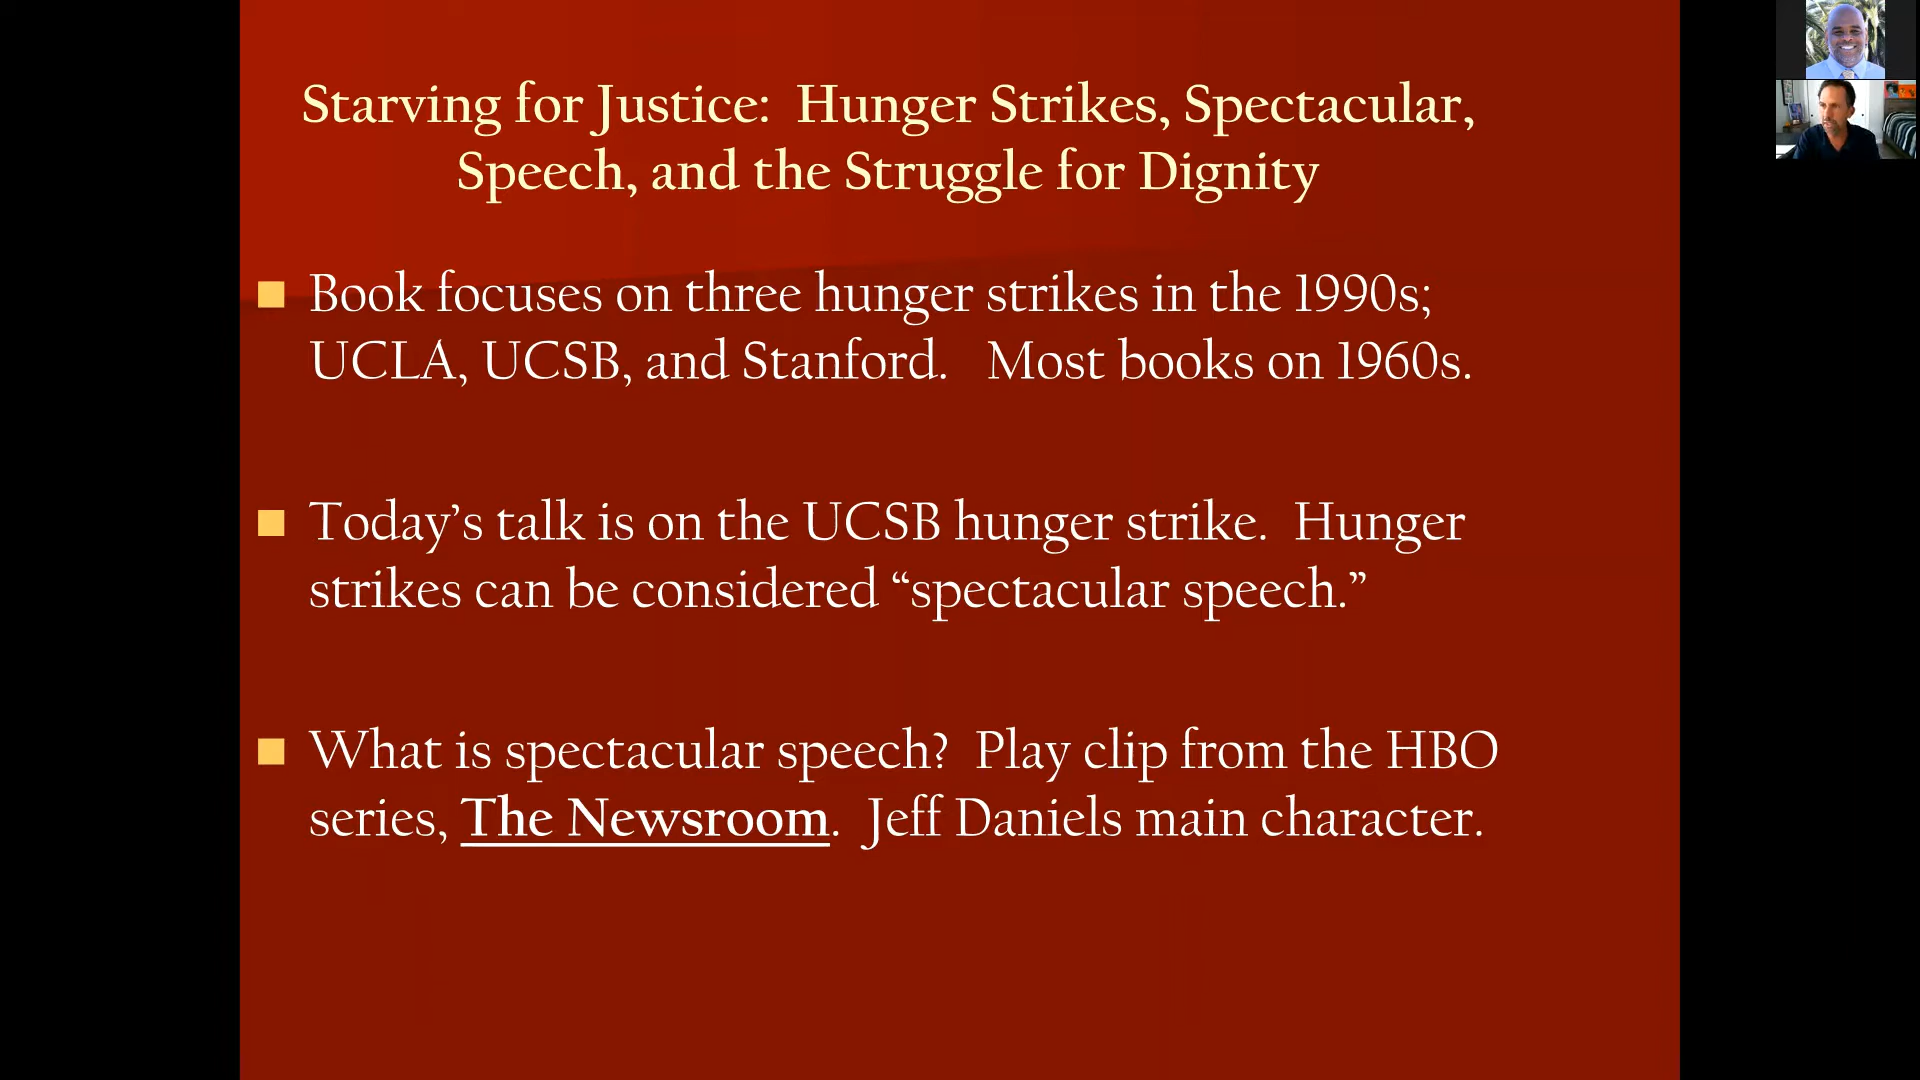 Starving for Justice: Hunger Strikes, Spectacular,
Speech, and the Struggle for Dignity
Book focuses on three hunger strikes in the 1990s;
UCLA, UCSB, and Stanford. Most books on 1960s.
Today’s talk is on the UCSB hunger strike. Hunger
strikes can be considered “spectacular speech.”
What is spectacular speech? Play clip from the HBO
series, The Newsroom. Jeff Daniels main character.